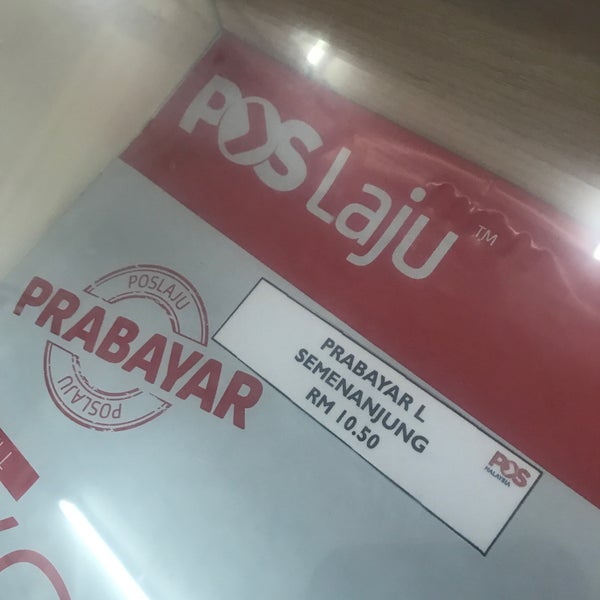 POS Laju™
POSLAJU
PRABAYAR
POSLAJU
PRABAYAR L
SEMENANJUNG
RM 10.50
POS
MALAYSIA